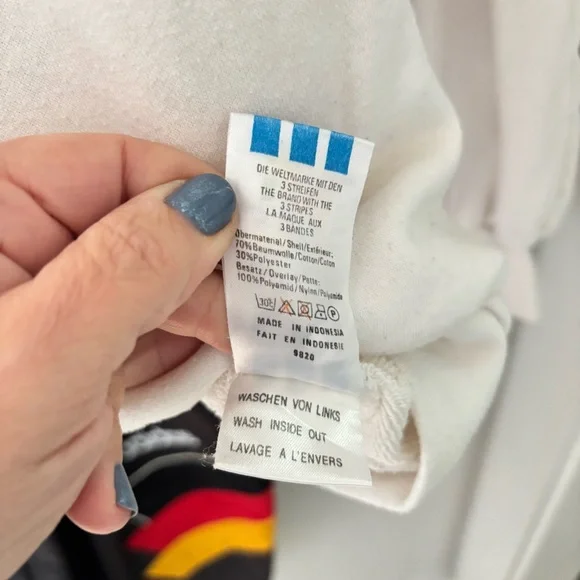 DIE WELTMARKE MIT DEN
3 STREIFEN
THE BRAND WITH THE
3 STRIPES
LA MAQUE AUX
3 BANDES
Obermaterial/Shell/Extérieur:
70%Beumwolle/Cotton/Coton
30%Polyester
Besatz/Overlay/Patte:
100%Polyamid/Nylon/Polyamide
30°
P
MADE IN INDONESIA
FAIT EN INDONESIE
9820
WASCHEN VON LINKS
WASH INSIDE OUT
LAVAGE A L'ENVERS